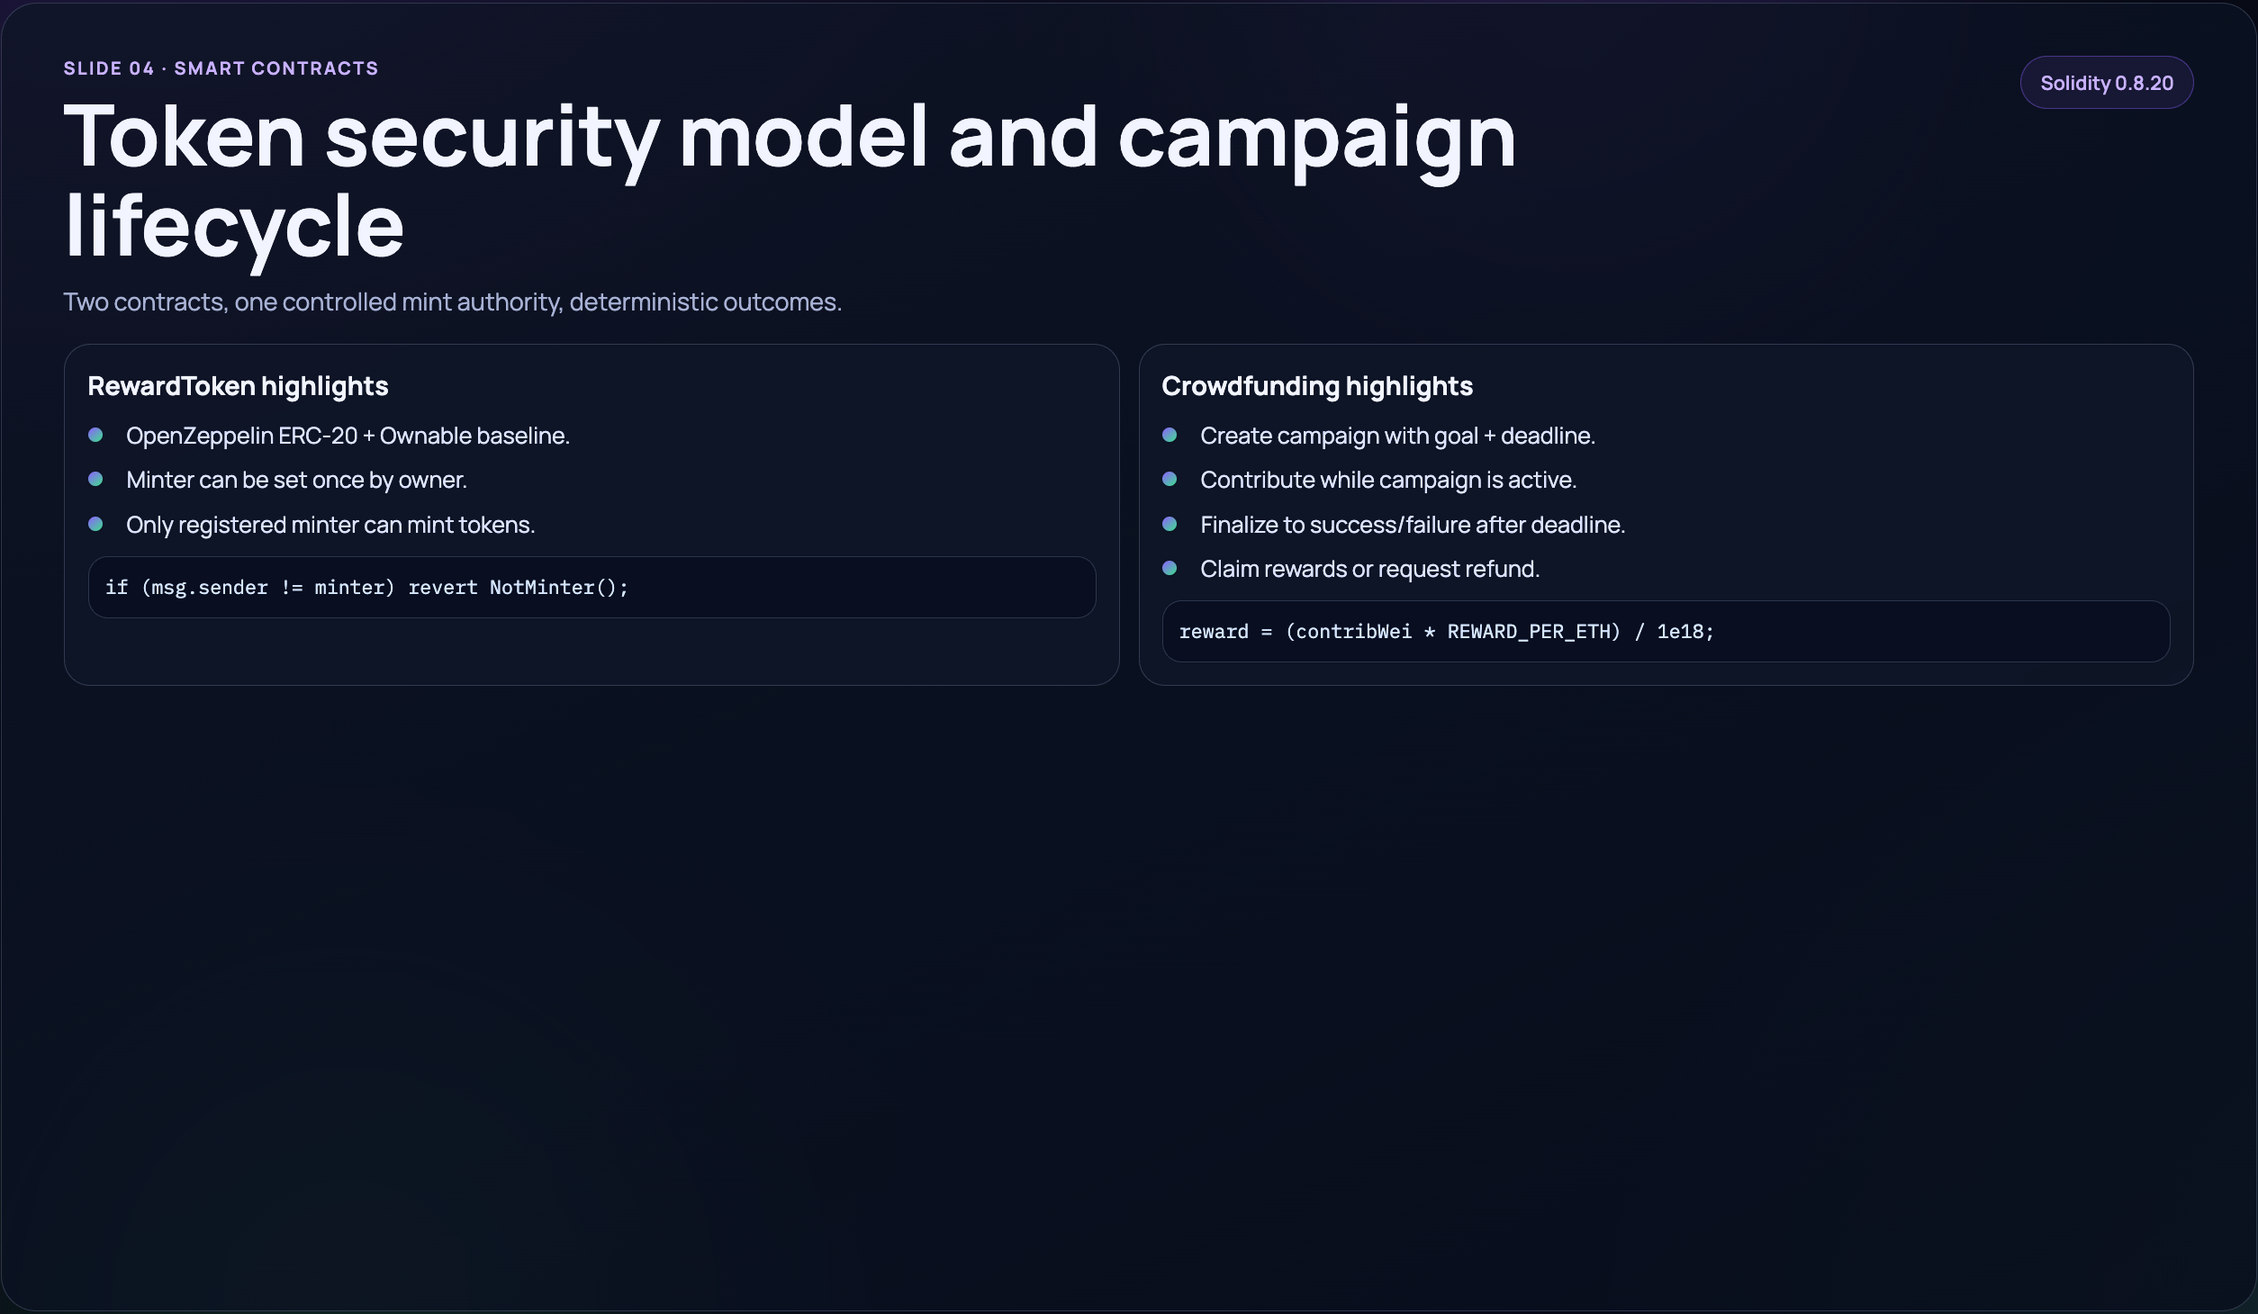 SLIDE 04 · SMART CONTRACTS
Solidity 0.8.20
Token security model and campaign
lifecycle
Two contracts, one controlled mint authority, deterministic outcomes.
RewardToken highlights
OpenZeppelin ERC-20 + Ownable baseline.
Minter can be set once by owner.
Only registered minter can mint tokens.
if (msg.sender != minter) revert NotMinter();
Crowdfunding highlights
Create campaign with goal + deadline.
Contribute while campaign is active.
Finalize to success/failure after deadline.
Claim rewards or request refund.
reward = (contribWei * REWARD_PER_ETH) / 1e18;